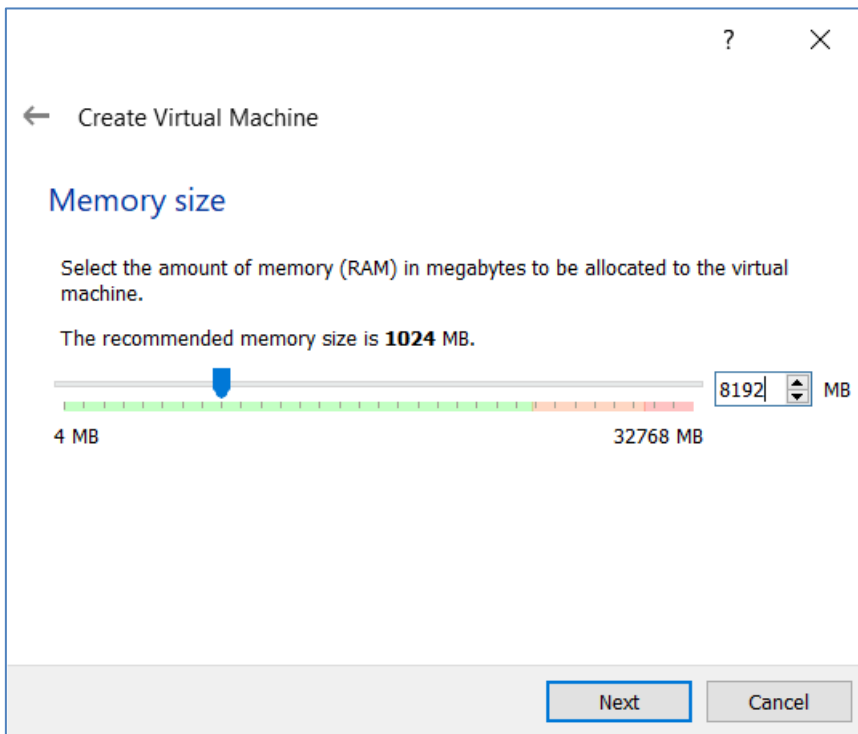 ?
Create Virtual Machine
Memory size
Select the amount of memory (RAM) in megabytes to be allocated to the virtual
machine.
The recommended memory size is 1024 MB.
8192 MB
4 MB 32768 MB
Next Cancel